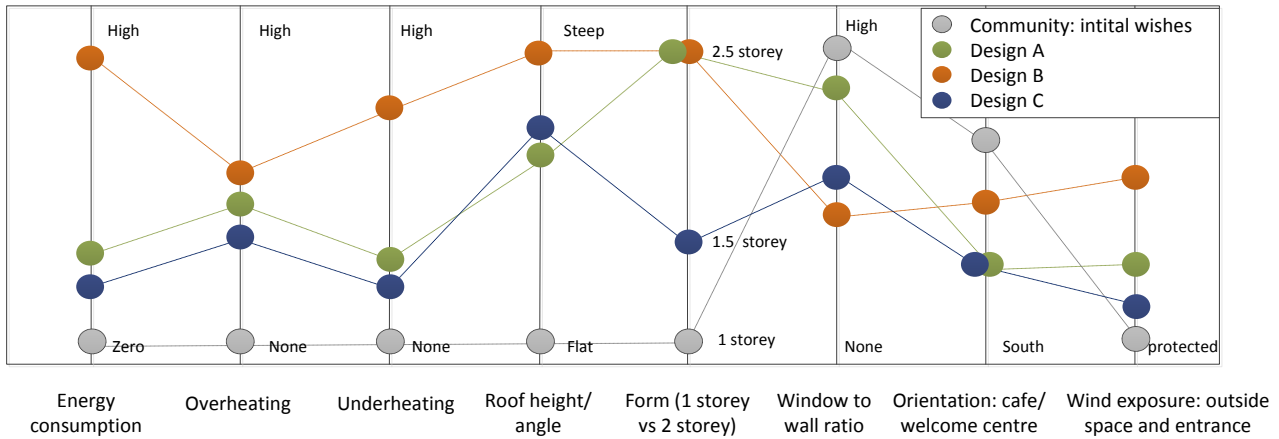 High
High
High
Steep
High
Community: intital wishes
Design A
Design B
Design C
2.5 storey
1.5 storey
Zero
None
None
Flat
1 storey
None
South
protected
Energy
consumption
Overheating
Underheating
Roof height/
angle
Form (1 storey
vs 2 storey)
Window to
wall ratio
Orientation: cafe/
welcome centre
Wind exposure: outside
space and entrance